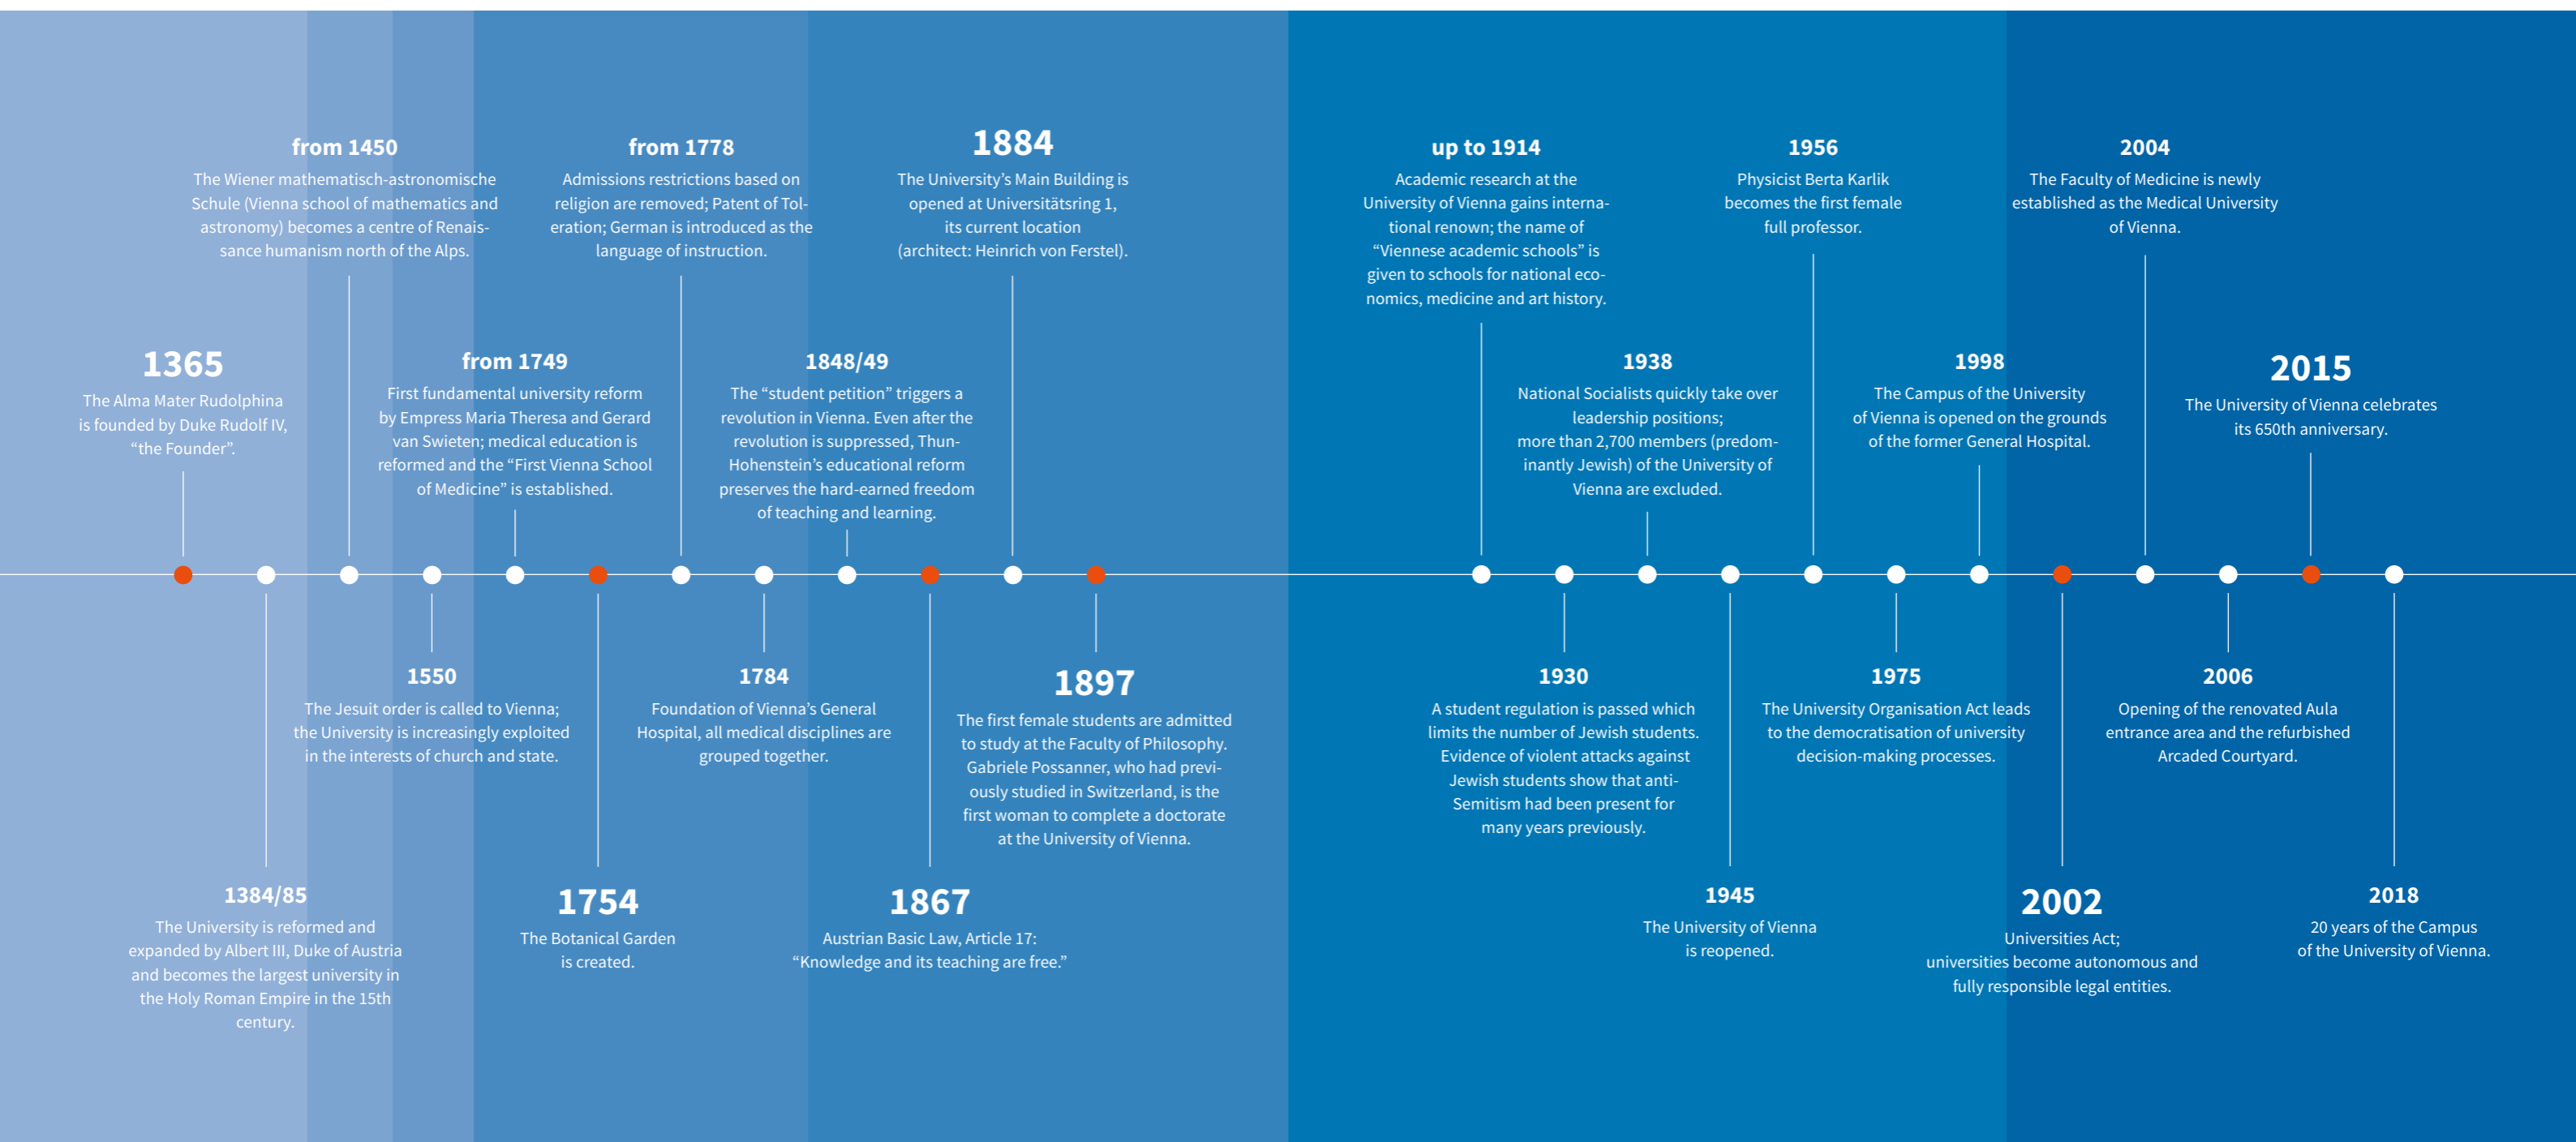 1365
The Alma Mater Rudolphina
is founded by Duke Rudolf IV,
“the Founder”.
1384/85
The University is reformed and
expanded by Albert III, Duke of Austria
and becomes the largest university in
the Holy Roman Empire in the 15th
century.
from 1450
The Wiener mathematisch-astronomische
Schule (Vienna school of mathematics and
astronomy) becomes a centre of Renais-
sance humanism north of the Alps.
1550
The Jesuit order is called to Vienna;
the University is increasingly exploited
in the interests of church and state.
from 1749
First fundamental university reform
by Empress Maria Theresa and Gerard
van Swieten; medical education is
reformed and the “First Vienna School
of Medicine” is established.
1754
The Botanical Garden
is created.
from 1778
Admissions restrictions based on
religion are removed; Patent of Tol-
eration; German is introduced as the
language of instruction.
1784
Foundation of Vienna’s General
Hospital, all medical disciplines are
grouped together.
1848/49
The “student petition” triggers a
revolution in Vienna. Even after the
revolution is suppressed, Thun-
Hohenstein’s educational reform
preserves the hard-earned freedom
of teaching and learning.
1867
Austrian Basic Law, Article 17:
“Knowledge and its teaching are free.”
1884
The University’s Main Building is
opened at Universitätsring 1,
its current location
(architect: Heinrich von Ferstel).
1897
The first female students are admitted
to study at the Faculty of Philosophy.
Gabriele Possanner, who had previ-
ously studied in Switzerland, is the
first woman to complete a doctorate
at the University of Vienna.
up to 1914
Academic research at the
University of Vienna gains interna-
tional renown; the name of
“Viennese academic schools” is
given to schools for national eco-
nomics, medicine and art history.
1930
A student regulation is passed which
limits the number of Jewish students.
Evidence of violent attacks against
Jewish students show that anti-
Semitism had been present for
many years previously.
1938
National Socialists quickly take over
leadership positions;
more than 2,700 members (predom-
inantly Jewish) of the University of
Vienna are excluded.
1945
The University of Vienna
is reopened.
1956
Physicist Berta Karlik
becomes the first female
full professor.
1975
The University Organisation Act leads
to the democratisation of university
decision-making processes.
1998
The Campus of the University
of Vienna is opened on the grounds
of the former General Hospital.
2002
Universities Act;
universities become autonomous and
fully responsible legal entities.
2004
The Faculty of Medicine is newly
established as the Medical University
of Vienna.
2006
Opening of the renovated Aula
entrance area and the refurbished
Arcaded Courtyard.
2015
The University of Vienna celebrates
its 650th anniversary.
2018
20 years of the Campus
of the University of Vienna.